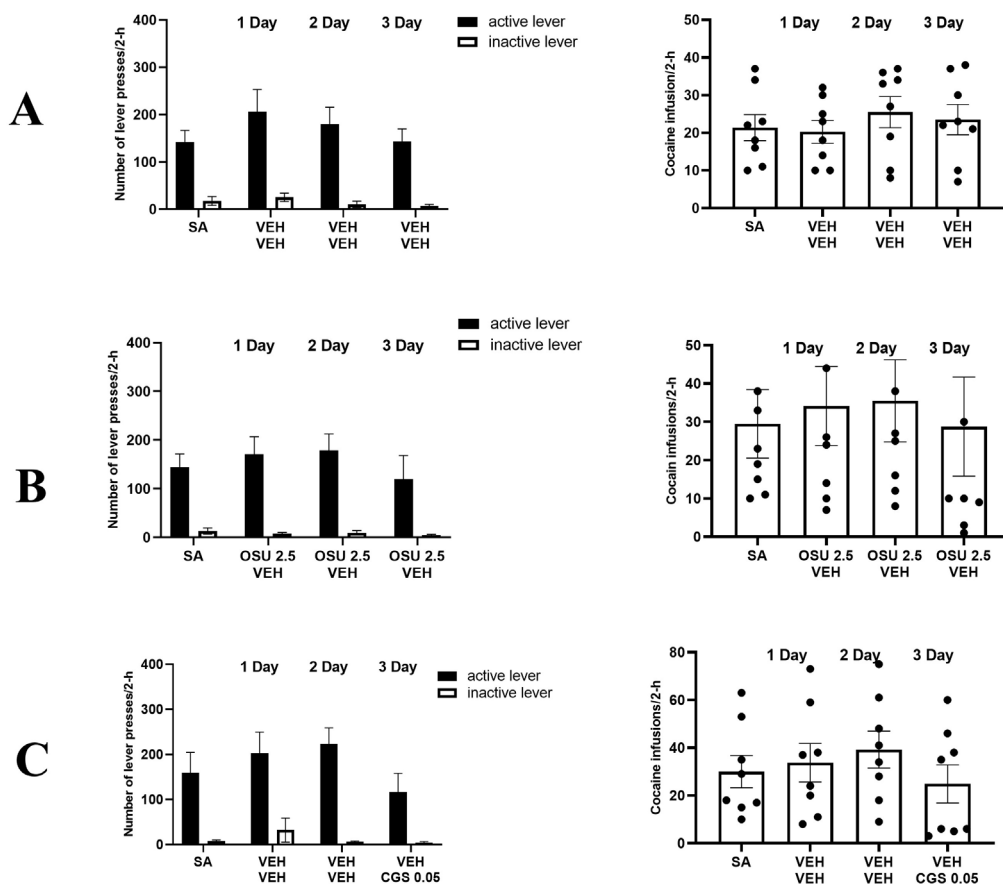 A
Number of lever presses/2-h
400
300
200
100
0
1 Day 2 Day 3 Day
active lever
inactive lever
SA VEH VEH VEH
VEH VEH VEH
Cocaine infusion/2-h
50
40
30
20
10
0
1 Day 2 Day 3 Day
SA VEH VEH VEH
VEH VEH VEH
B
Number of lever presses/2-h
400
300
200
100
0
1 Day 2 Day 3 Day
active lever
inactive lever
SA OSU 2.5 OSU 2.5 OSU 2.5
VEH VEH VEH
Cocain infusions/2-h
50
40
30
20
10
0
1 Day 2 Day 3 Day
SA OSU 2.5 OSU 2.5 OSU 2.5
VEH VEH VEH
C
Number of lever presses/2-h
400
300
200
100
0
1 Day 2 Day 3 Day
active lever
inactive lever
SA VEH VEH VEH
VEH VEH CGS 0.05
Cocaine infusions/2-h
80
60
40
20
0
1 Day 2 Day 3 Day
SA VEH VEH VEH
VEH VEH CGS 0.05